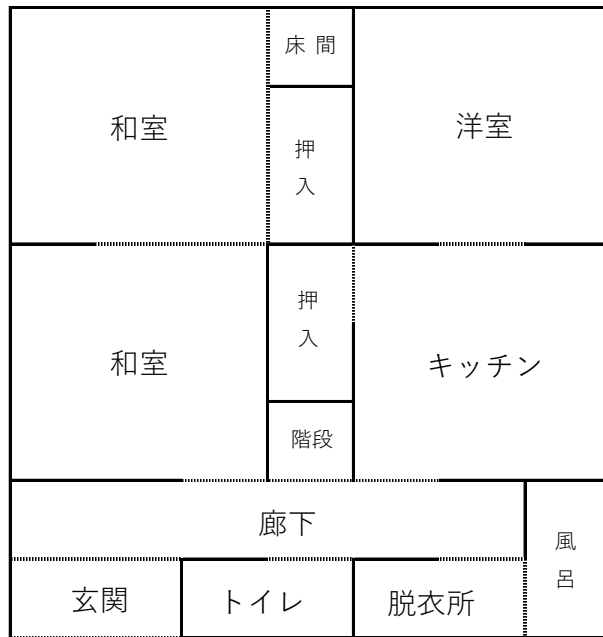 床 間
和室
洋室
押
入
押
入
和室
キッチン
階段
廊下
風
呂
玄関
トイレ
脱衣所